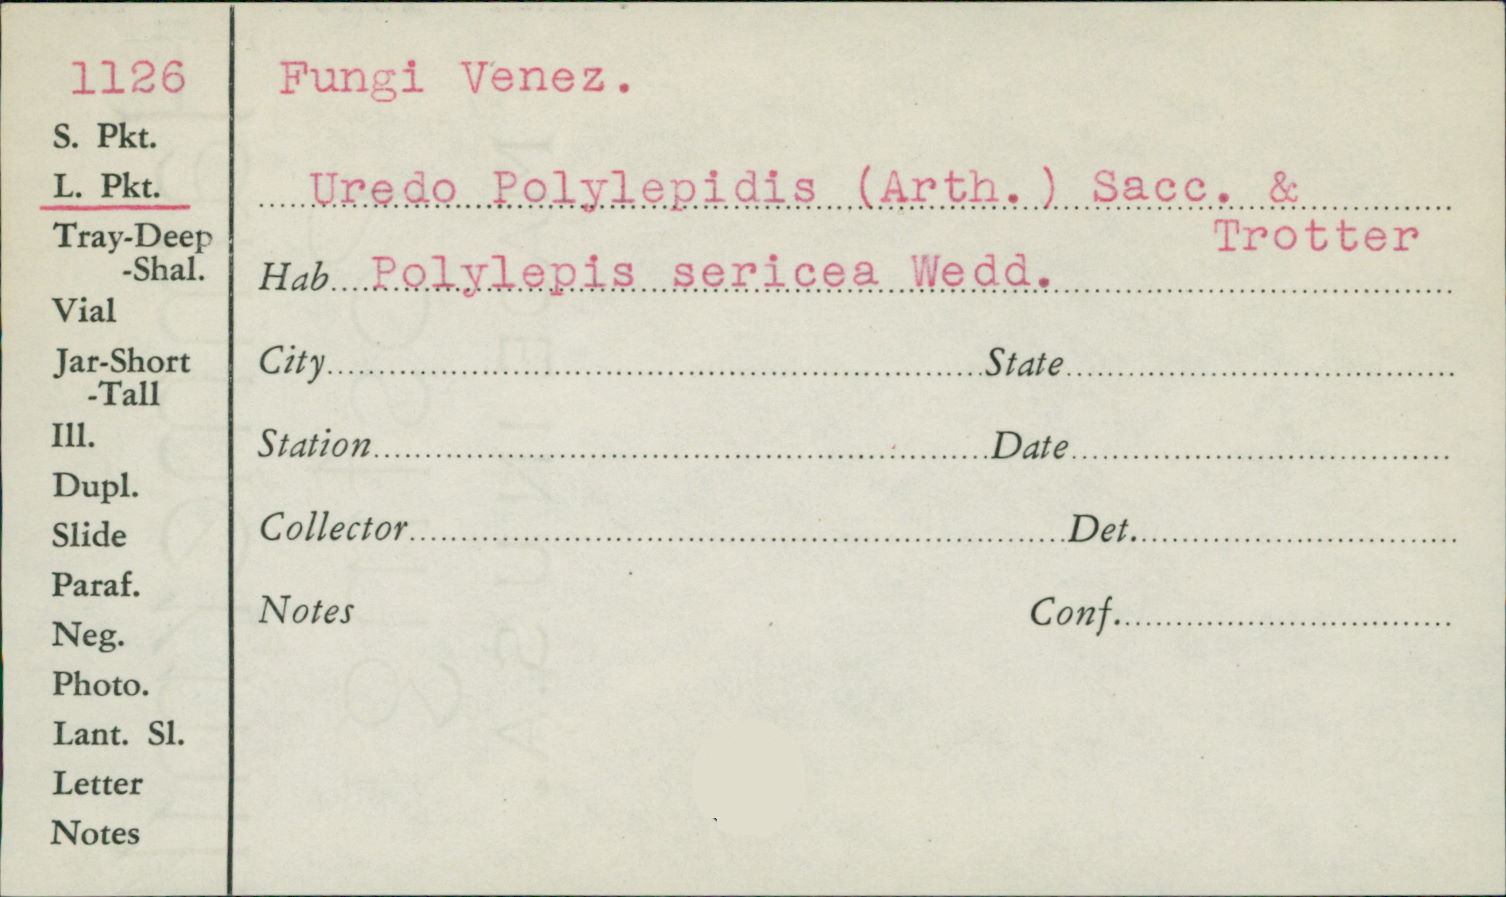 1126
S. Pkt.
L. Pkt.
Tray-Deep
-Shal.
Vial
Jar-Short
-Tall
Ill.
Dupl.
Slide
Paraf.
Neg.
Photo.
Lant. Sl.
Letter
Notes
Fungi Venez.
Uredo Polylepidis (Arth.) Sacc. &
Trotter
Hab. Polylepis sericea Wedd.
City State
Station Date
Collector Det.
Notes Conf.